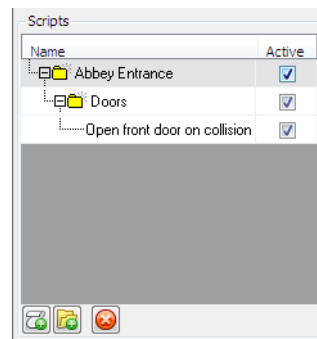 Scripts
Name Active
Abbey Entrance
Doors
Open front door on collision